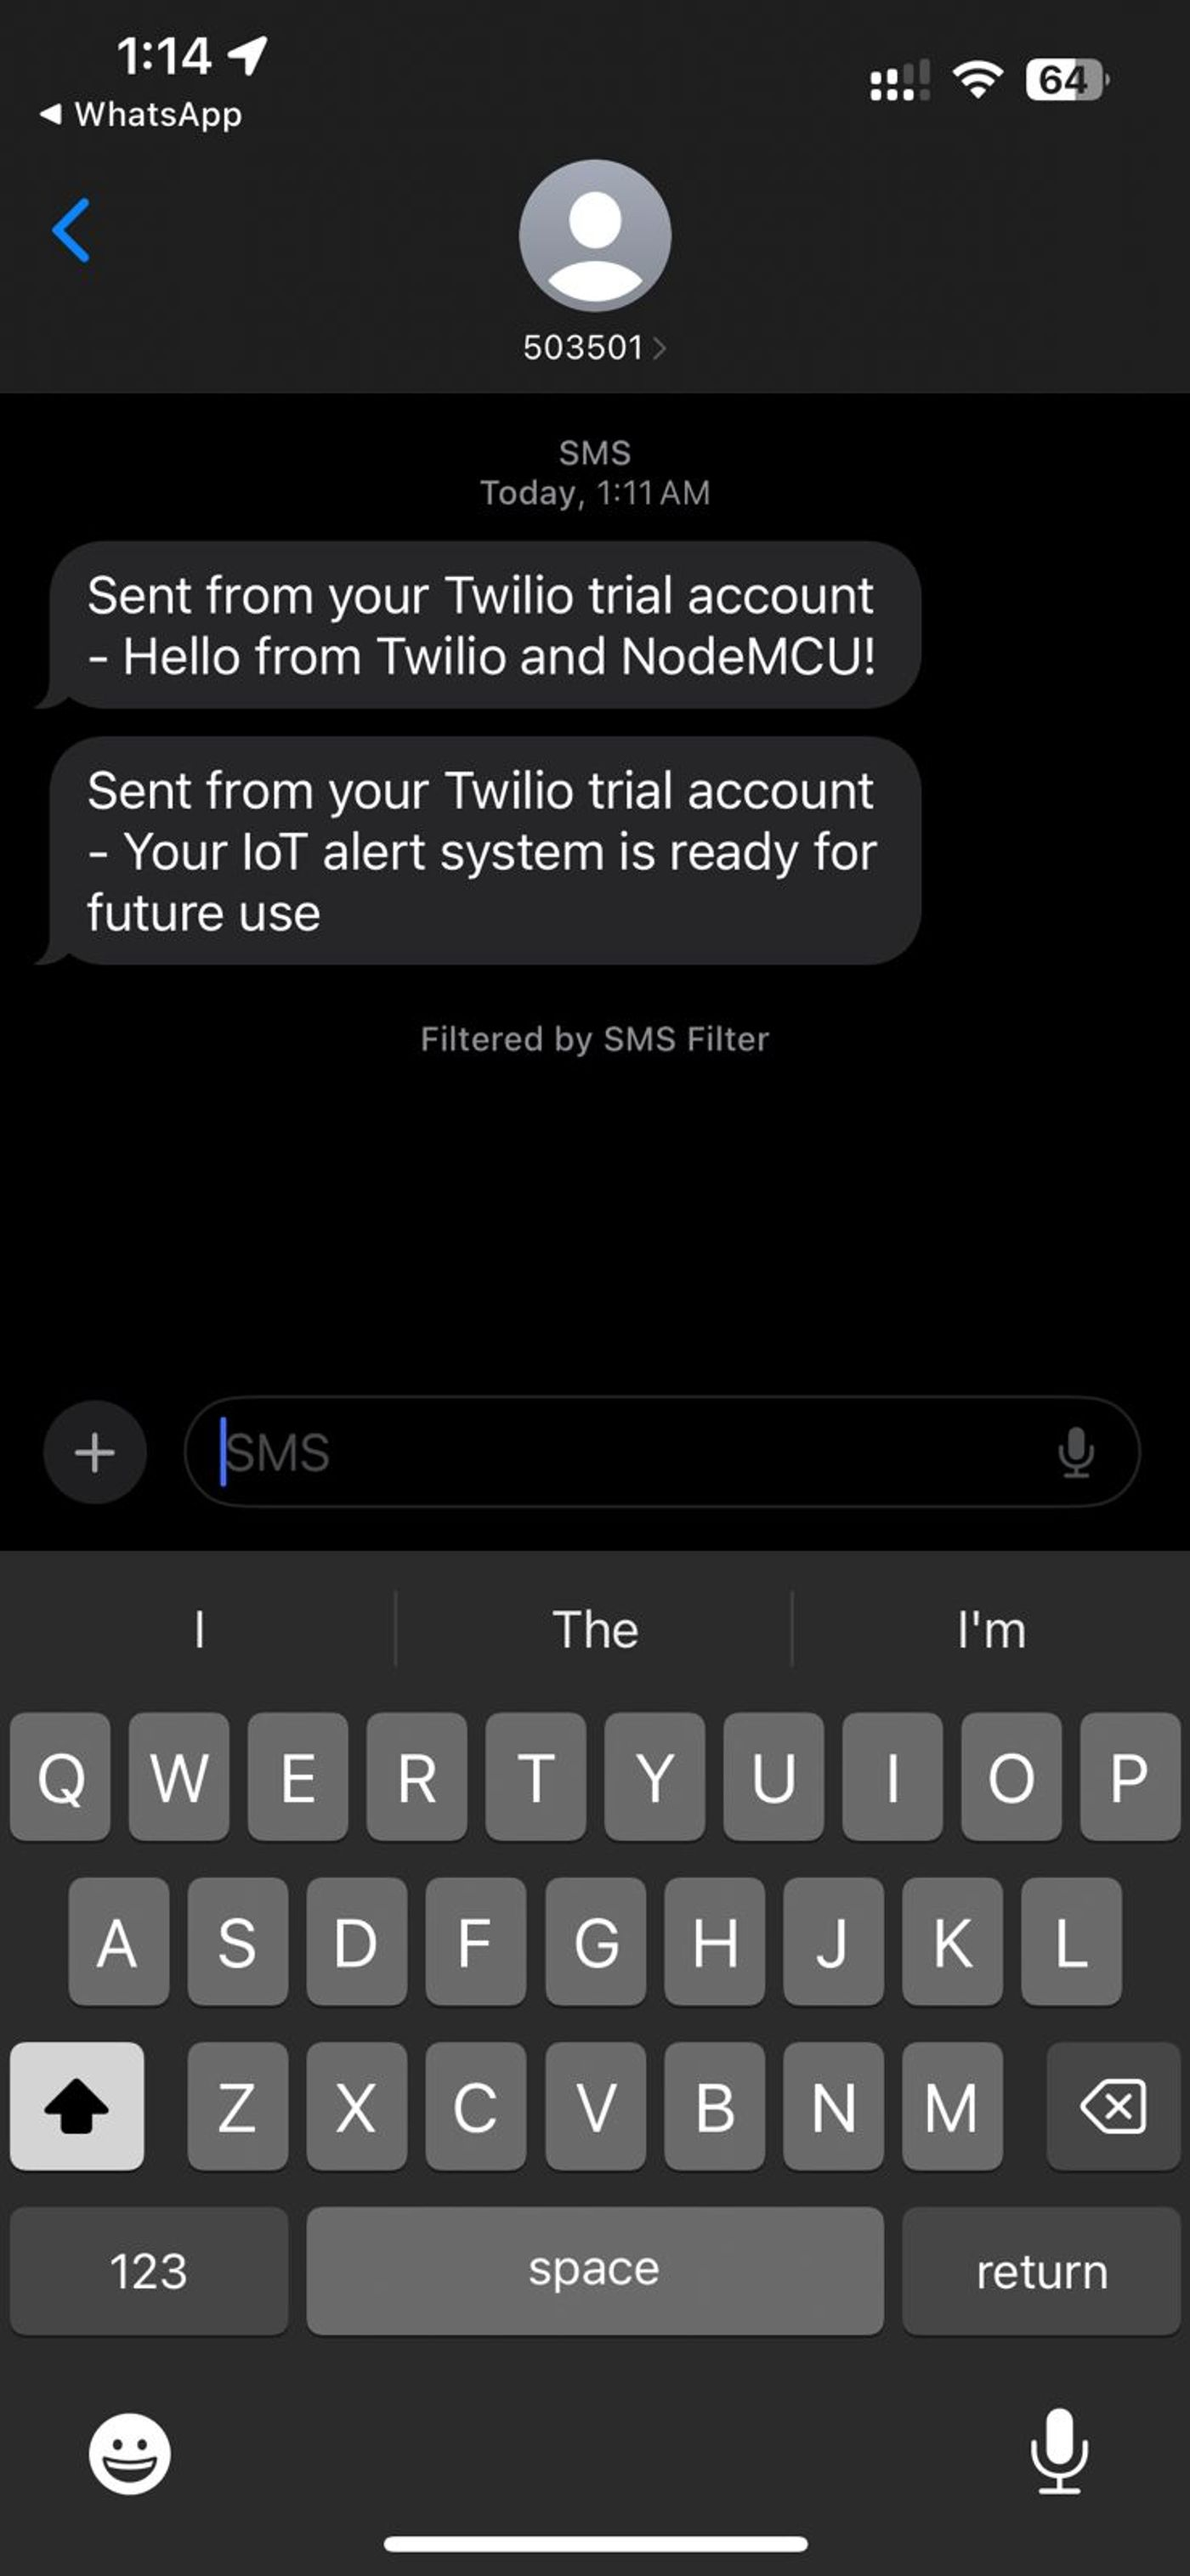 1:14
64
WhatsApp
503501
SMS
Today, 1:11 AM
Sent from your Twilio trial account
- Hello from Twilio and NodeMCU!
Sent from your Twilio trial account
- Your IoT alert system is ready for
future use
Filtered by SMS Filter
SMS
I The I'm
Q W E R T Y U I O P
A S D F G H J K L
Z X C V B N M
123 space return